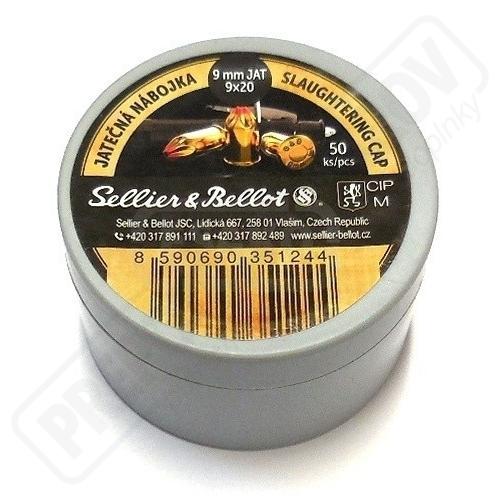 JATEČNÁ NÁBOJKA
9 mm JAT
9x20
SLAUGHTERING CAP
50
ks/pcs
Sellier & Bellot S&B
CIP
M
Sellier & Bellot JSC, Lidická 667, 258 01 Vlašim, Czech Republic
+420 317 891 111 / +420 317 892 489 / www.sellier-bellot.cz
8 590690 351244